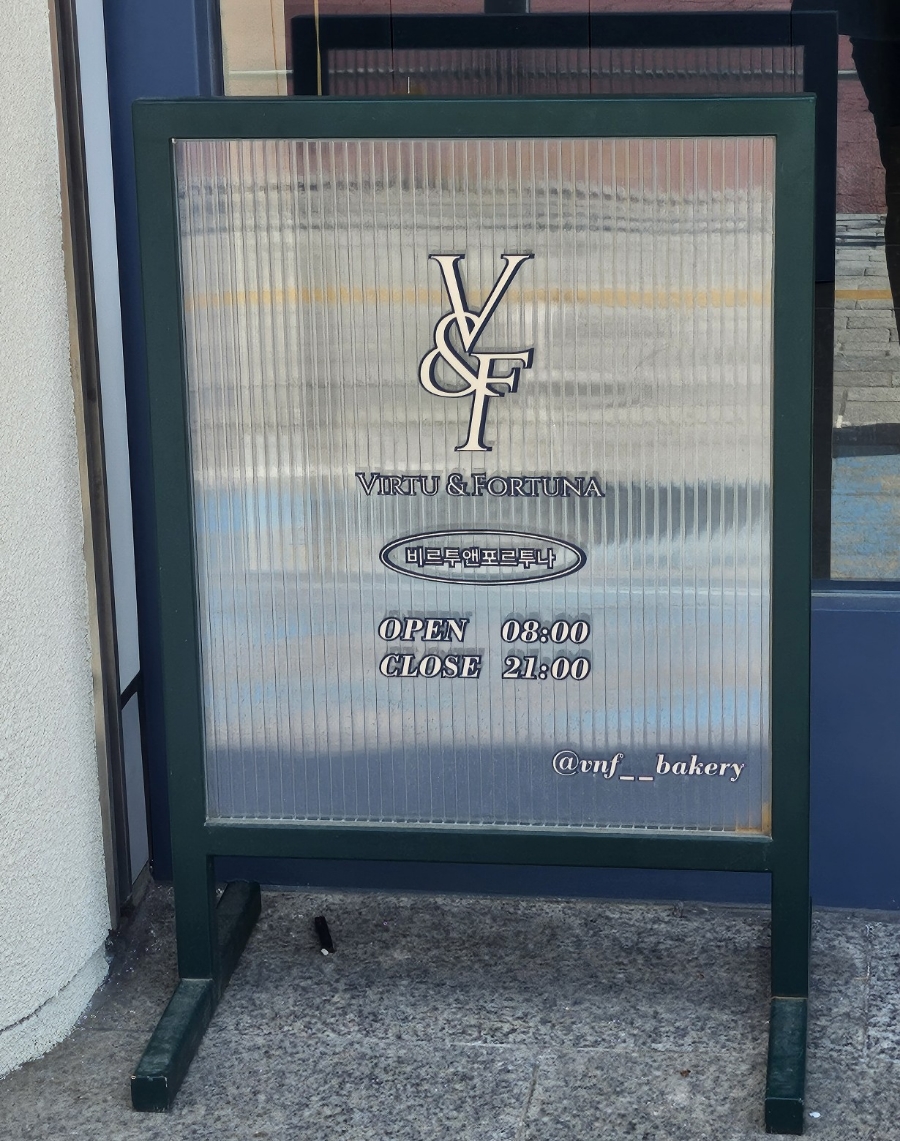 V
&
F
VIRTU & FORTUNA
비르투앤포르투나
OPEN 08:00
CLOSE 21:00
@vnf__bakery